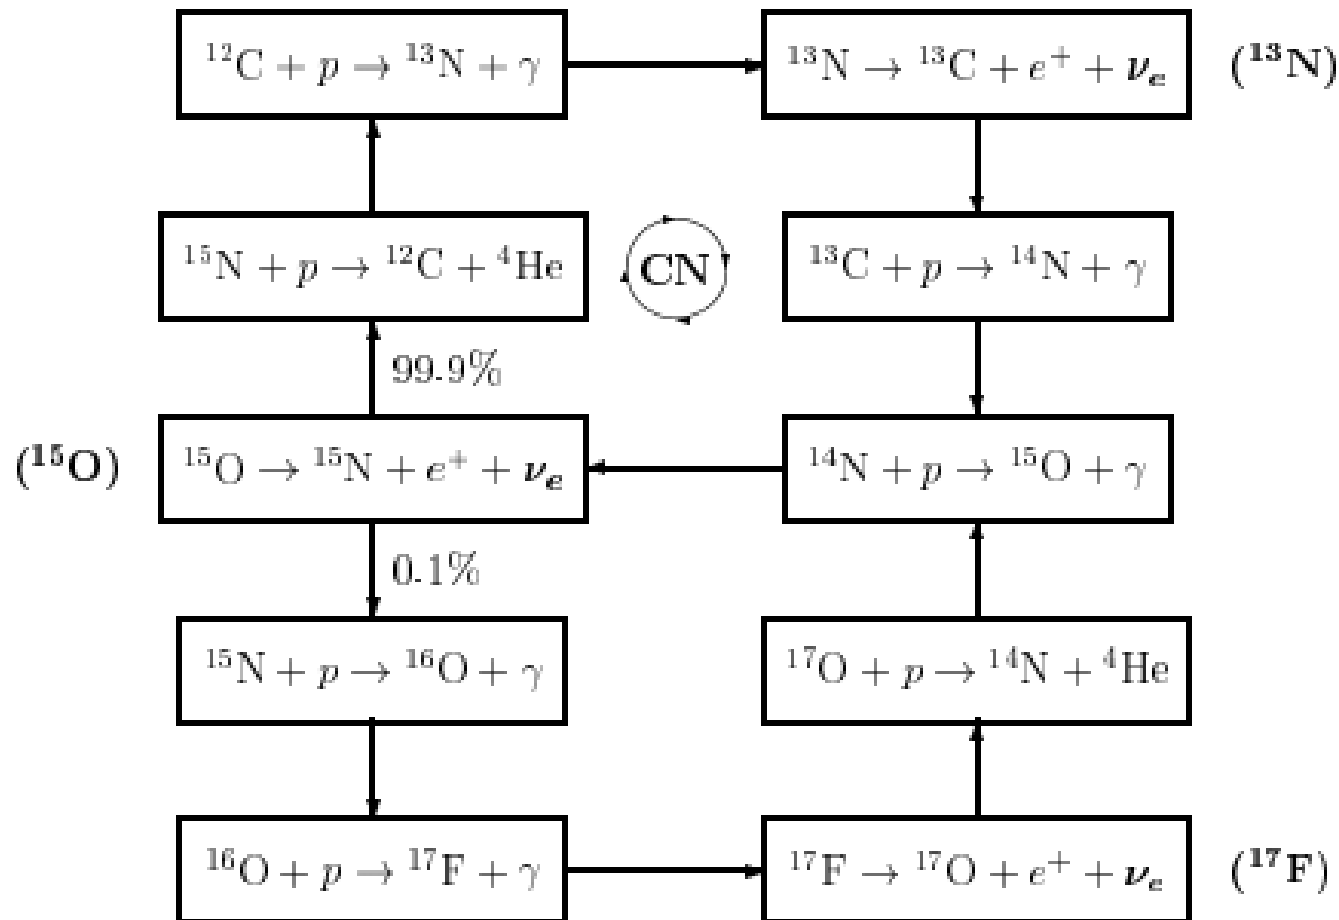 ¹²C + p → ¹³N + γ
¹³N → ¹³C + e⁺ + νₑ (¹³N)
¹⁵N + p → ¹²C + ⁴He
CN
¹³C + p → ¹⁴N + γ
99.9%
(¹⁵O) ¹⁵O → ¹⁵N + e⁺ + νₑ
¹⁴N + p → ¹⁵O + γ
0.1%
¹⁵N + p → ¹⁶O + γ
¹⁷O + p → ¹⁴N + ⁴He
¹⁶O + p → ¹⁷F + γ
¹⁷F → ¹⁷O + e⁺ + νₑ (¹⁷F)